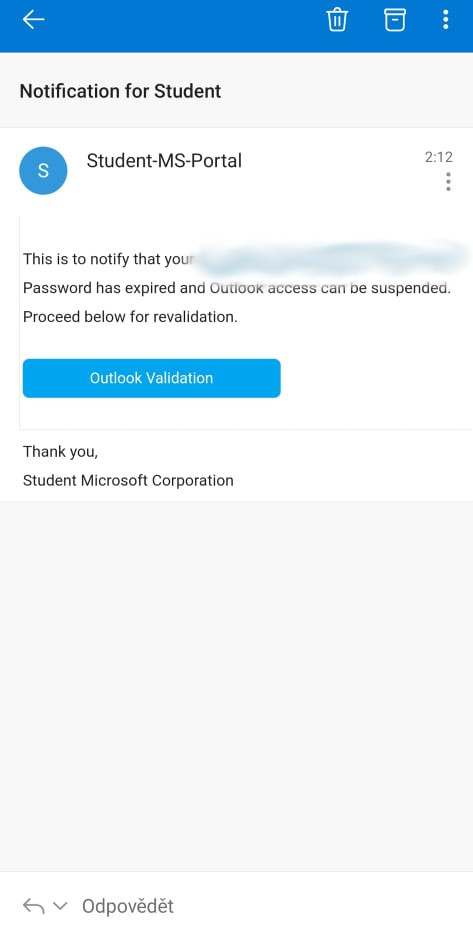 Notification for Student
S
Student-MS-Portal
2:12
This is to notify that your
Password has expired and Outlook access can be suspended.
Proceed below for revalidation.
Outlook Validation
Thank you,
Student Microsoft Corporation
Odpovědět